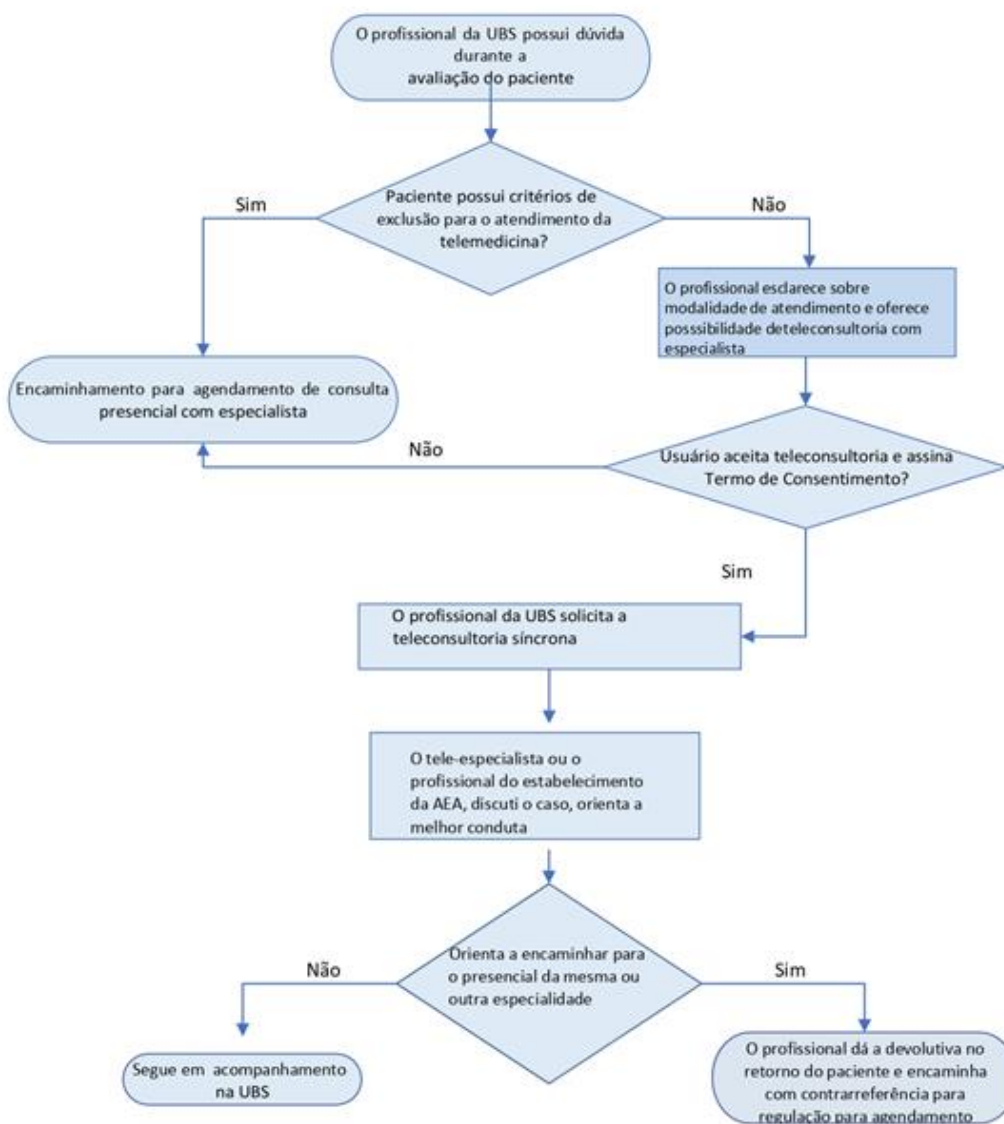 O profissional da UBS possui dúvida
durante a
avaliação do paciente
Paciente possui critérios de
exclusão para o atendimento da
telemedicina?
Sim
Não
O profissional esclarece sobre
modalidade de atendimento e oferece
posssibilidade deteleconsultoria com
especialista
Encaminhamento para agendamento de consulta
presencial com especialista
Não
Usuário aceita teleconsultoria e assina
Termo de Consentimento?
Sim
O profissional da UBS solicita a
teleconsultoria síncrona
O tele-especialista ou o
profissional do estabelecimento
da AEA, discuti o caso, orienta a
melhor conduta
Orienta a encaminhar para
o presencial da mesma ou
outra especialidade
Não
Sim
Segue em acompanhamento
na UBS
O profissional dá a devolutiva no
retorno do paciente e encaminha
com contrarreferência para
regulação para agendamento